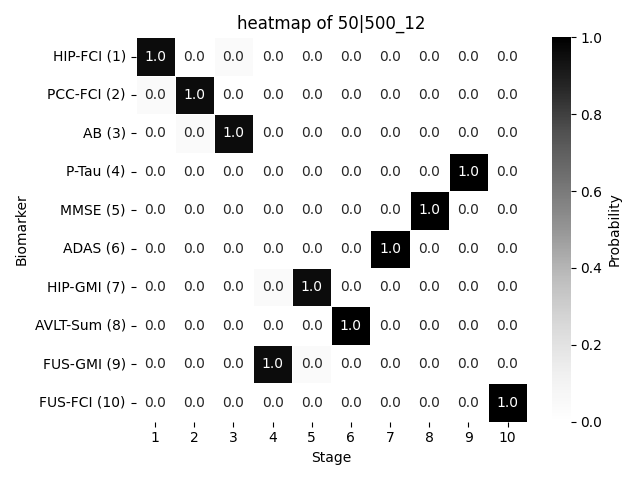 heatmap of 50|500_12
HIP-FCI (1) 1.0 0.0 0.0 0.0 0.0 0.0 0.0 0.0 0.0 0.0
PCC-FCI (2) 0.0 1.0 0.0 0.0 0.0 0.0 0.0 0.0 0.0 0.0
AB (3) 0.0 0.0 1.0 0.0 0.0 0.0 0.0 0.0 0.0 0.0
P-Tau (4) 0.0 0.0 0.0 0.0 0.0 0.0 0.0 0.0 1.0 0.0
MMSE (5) 0.0 0.0 0.0 0.0 0.0 0.0 0.0 1.0 0.0 0.0
ADAS (6) 0.0 0.0 0.0 0.0 0.0 0.0 1.0 0.0 0.0 0.0
HIP-GMI (7) 0.0 0.0 0.0 0.0 1.0 0.0 0.0 0.0 0.0 0.0
AVLT-Sum (8) 0.0 0.0 0.0 0.0 0.0 1.0 0.0 0.0 0.0 0.0
FUS-GMI (9) 0.0 0.0 0.0 1.0 0.0 0.0 0.0 0.0 0.0 0.0
FUS-FCI (10) 0.0 0.0 0.0 0.0 0.0 0.0 0.0 0.0 0.0 1.0
1 2 3 4 5 6 7 8 9 10
Stage
Biomarker
1.0
0.8
0.6
0.4
0.2
0.0
Probability